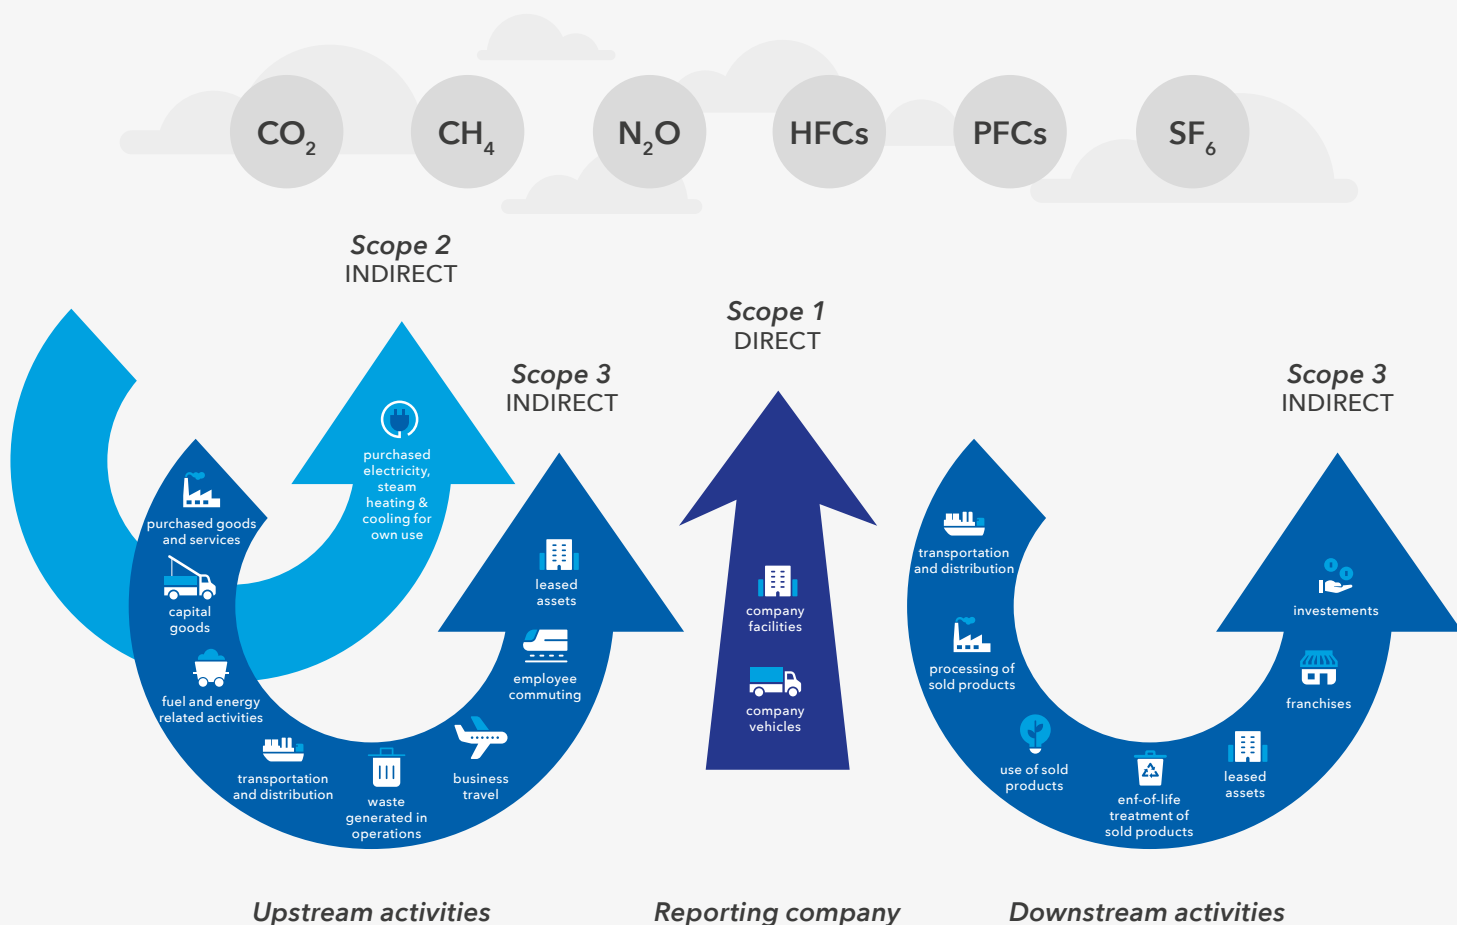 CO₂
CH₄
N₂O
HFCs
PFCs
SF₆
Scope 2
INDIRECT
purchased
electricity,
steam
heating &
cooling for
own use
Scope 3
INDIRECT
purchased goods
and services
capital
goods
fuel and energy
related activities
transportation
and distribution
waste
generated in
operations
business
travel
employee
commuting
leased
assets
Scope 1
DIRECT
company
facilities
company
vehicles
Scope 3
INDIRECT
transportation
and distribution
processing of
sold products
use of sold
products
enf-of-life
treatment of
sold products
leased
assets
franchises
investements
Upstream activities
Reporting company
Downstream activities